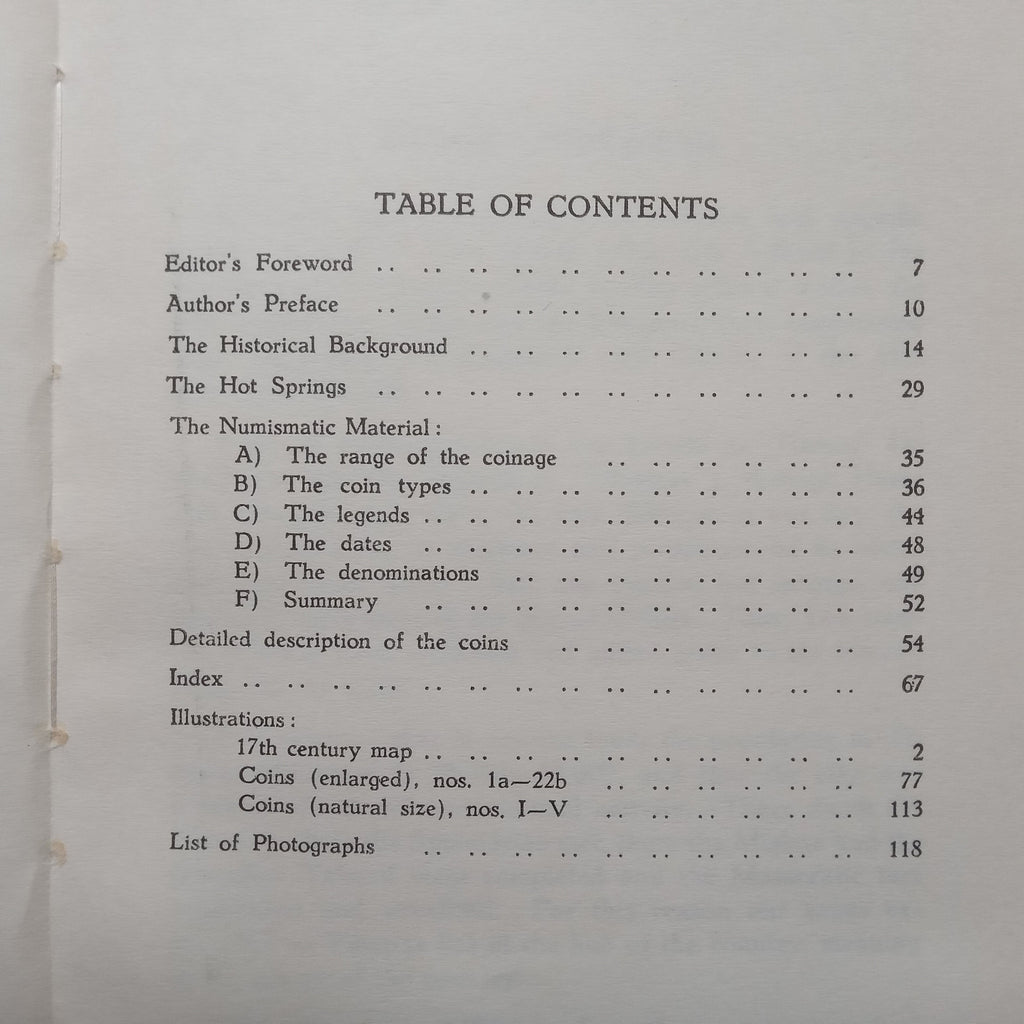 TABLE OF CONTENTS
Editor's Foreword .. .. .. .. .. .. .. .. .. .. .. 7
Author's Preface .. .. .. .. .. .. .. .. .. .. .. 10
The Historical Background .. .. .. .. .. .. .. .. .. 14
The Hot Springs .. .. .. .. .. .. .. .. .. .. .. 29
The Numismatic Material :
A) The range of the coinage .. .. .. .. .. .. 35
B) The coin types .. .. .. .. .. .. .. .. .. 36
C) The legends .. .. .. .. .. .. .. .. .. .. 44
D) The dates .. .. .. .. .. .. .. .. .. .. 48
E) The denominations .. .. .. .. .. .. .. .. 49
F) Summary .. .. .. .. .. .. .. .. .. .. 52
Detailed description of the coins .. .. .. .. .. .. .. 54
Index .. .. .. .. .. .. .. .. .. .. .. .. .. .. 67
Illustrations :
17th century map .. .. .. .. .. .. .. .. .. .. 2
Coins (enlarged), nos. 1a—22b .. .. .. .. .. .. 77
Coins (natural size), nos. I—V .. .. .. .. .. .. 113
List of Photographs .. .. .. .. .. .. .. .. .. .. 118